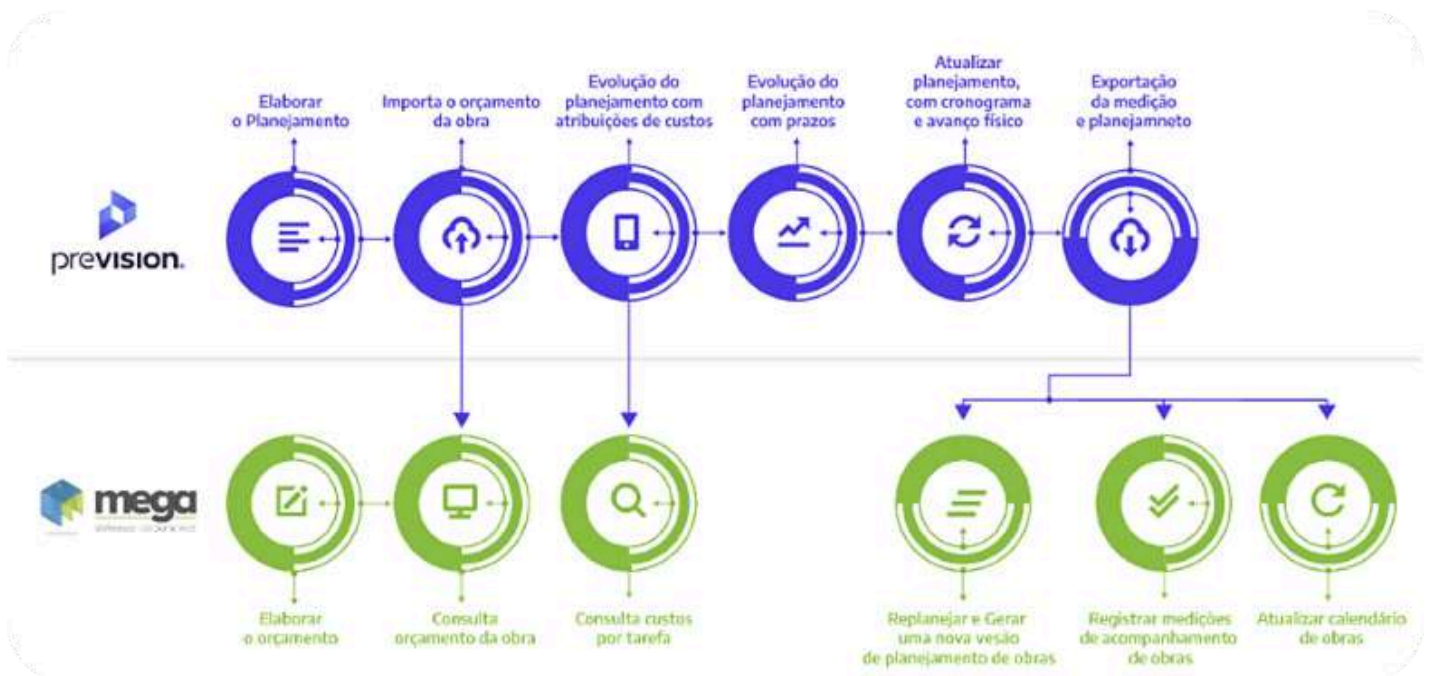 Elaborar
o Planejamento
Importa o orçamento
da obra
Evolução do
planejamento com
atribuições de custos
Evolução do
planejamento
com prazos
Atualizar
planejamento,
com cronograma
e avanço físico
Exportação
da medição
e planejamneto
prevision.
mega
Elaborar
o orçamento
Consulta
orçamento da obra
Consulta custos
por tarefa
Replanejar e Gerar
uma nova vesão
de planejamento de obras
Registrar medições
de acompanhamento
de obras
Atualizar calendário
de obras